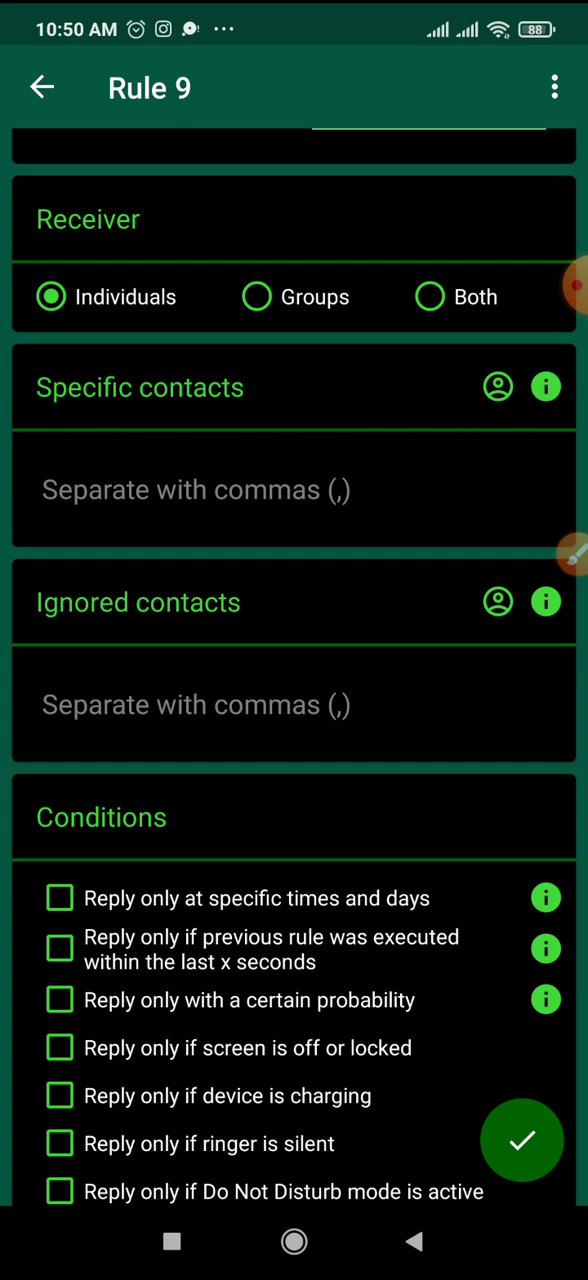 10:50 AM
88
Rule 9
Receiver
Individuals
Groups
Both
Specific contacts
Separate with commas (,)
Ignored contacts
Separate with commas (,)
Conditions
Reply only at specific times and days
Reply only if previous rule was executed
within the last x seconds
Reply only with a certain probability
Reply only if screen is off or locked
Reply only if device is charging
Reply only if ringer is silent
Reply only if Do Not Disturb mode is active